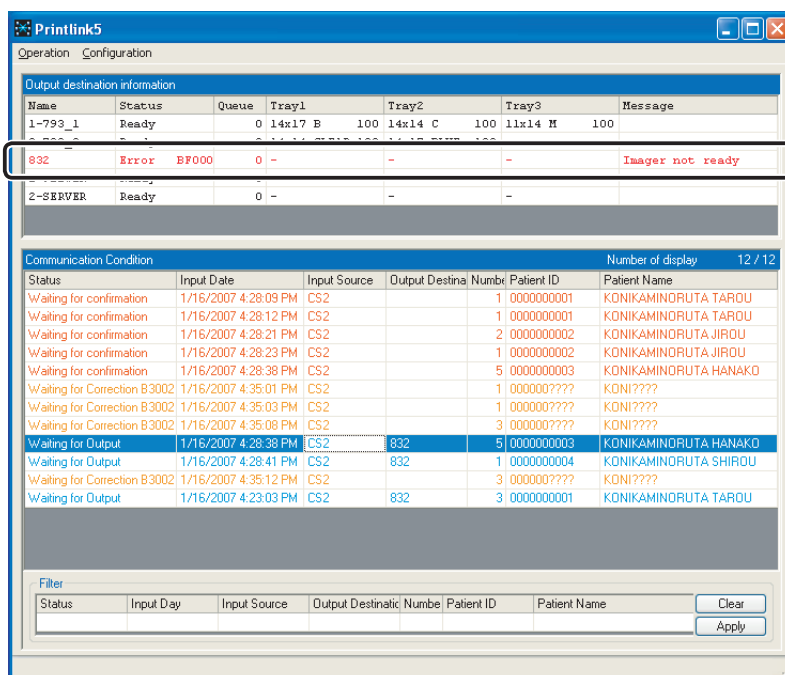 Printlink5
Operation Configuration
Output destination information
Name Status Queue Tray1 Tray2 Tray3 Message
1-793_1 Ready 0 14x17 B 100 14x14 C 100 11x14 M 100
832 Error BF000 0 - - - Imager not ready
2-SERVER Ready 0 - -
Communication Condition Number of display 12 / 12
Status Input Date Input Source Output Destina Numbe Patient ID Patient Name
Waiting for confirmation 1/16/2007 4:28:09 PM CS2 1 0000000001 KONIKAMINORUTA TAROU
Waiting for confirmation 1/16/2007 4:28:12 PM CS2 1 0000000001 KONIKAMINORUTA TAROU
Waiting for confirmation 1/16/2007 4:28:21 PM CS2 2 0000000002 KONIKAMINORUTA JIROU
Waiting for confirmation 1/16/2007 4:28:23 PM CS2 1 0000000002 KONIKAMINORUTA JIROU
Waiting for confirmation 1/16/2007 4:28:38 PM CS2 5 0000000003 KONIKAMINORUTA HANAKO
Waiting for Correction B3002 1/16/2007 4:35:01 PM CS2 1 000000???? KONI????
Waiting for Correction B3002 1/16/2007 4:35:03 PM CS2 1 000000???? KONI????
Waiting for Correction B3002 1/16/2007 4:35:08 PM CS2 3 000000???? KONI????
Waiting for Output 1/16/2007 4:28:38 PM CS2 832 5 0000000003 KONIKAMINORUTA HANAKO
Waiting for Output 1/16/2007 4:28:41 PM CS2 832 1 0000000004 KONIKAMINORUTA SHIROU
Waiting for Correction B3002 1/16/2007 4:35:12 PM CS2 3 000000???? KONI????
Waiting for Output 1/16/2007 4:23:03 PM CS2 832 3 0000000001 KONIKAMINORUTA TAROU
Filter
Status Input Day Input Source Output Destinatic Numbe Patient ID Patient Name Clear
Apply